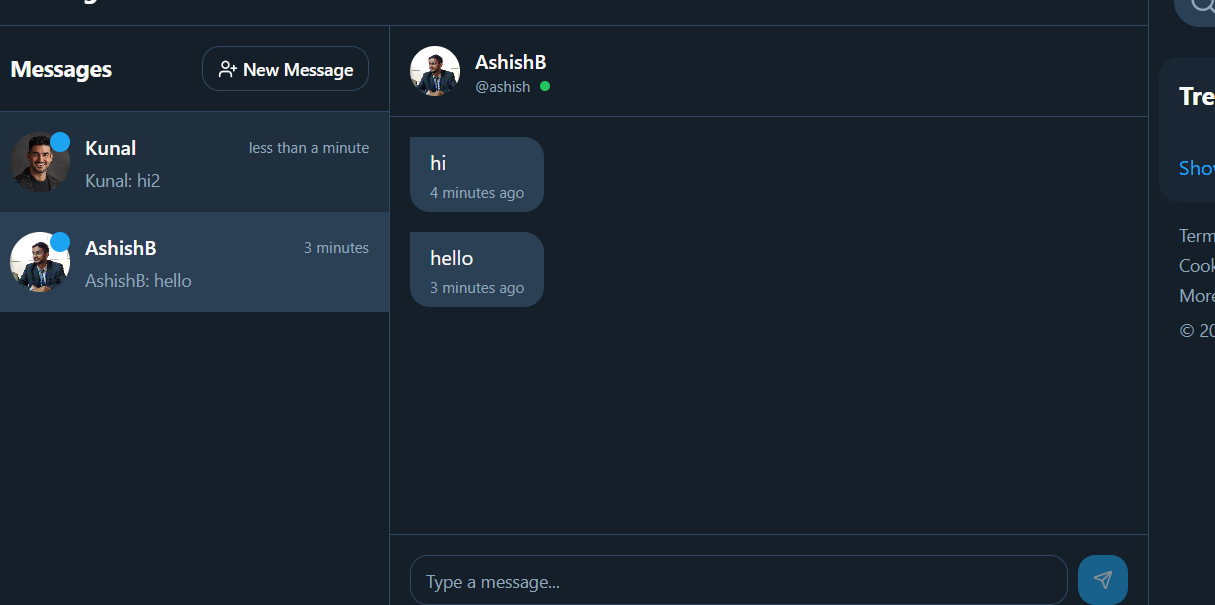 Messages
New Message
Kunal
less than a minute
Kunal: hi2
AshishB
3 minutes
AshishB: hello
AshishB
@ashish
hi
4 minutes ago
hello
3 minutes ago
Type a message...
Tre
Show
Term
Cook
More
© 20